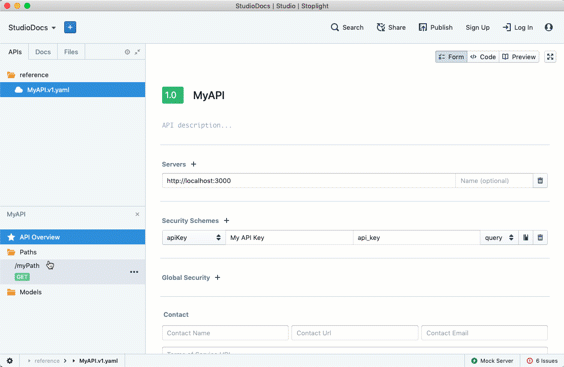 StudioDocs | Studio | Stoplight
StudioDocs
Search
Share
Publish
Sign Up
Log In
APIs
Docs
Files
Form
</> Code
Preview
reference
MyAPI.v1.yaml
1.0
MyAPI
API description...
Servers +
http://localhost:3000
Name (optional)
MyAPI
API Overview
Paths
/myPath
GET
Models
Security Schemes +
apiKey
My API Key
api_key
query
Global Security +
Contact
Contact Name
Contact Url
Contact Email
reference
MyAPI.v1.yaml
Mock Server
6 Issues